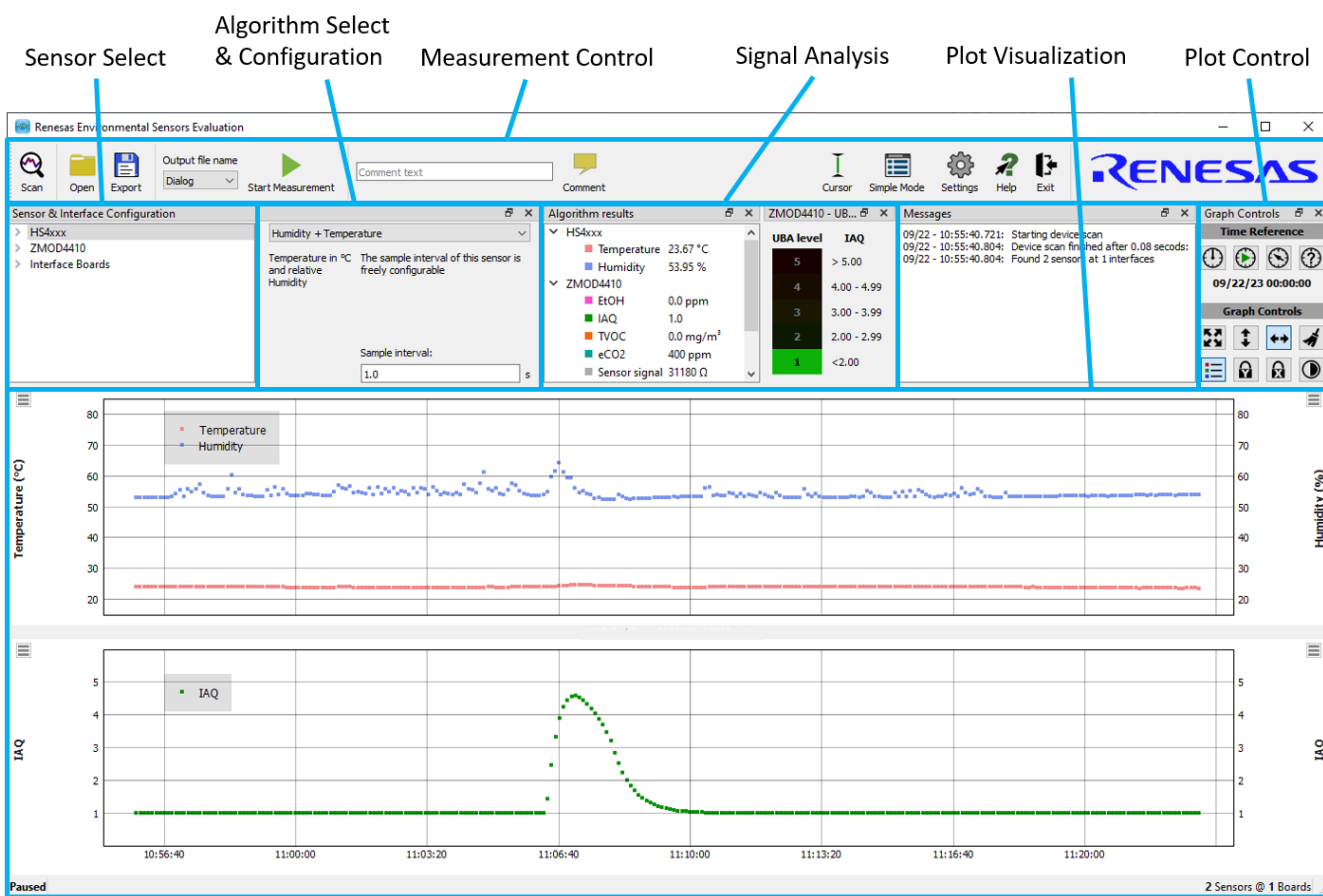 Algorithm Select
Sensor Select & Configuration Measurement Control Signal Analysis Plot Visualization Plot Control
Renesas Environmental Sensors Evaluation
Scan
Open
Export
Output file name
Dialog
Start Measurement
Comment text
Comment
Cursor
Simple Mode
Settings
Help
Exit
RENESAS
Sensor & Interface Configuration
HS4xxx
ZMOD4410
Interface Boards
Humidity + Temperature
Temperature in °C
and relative
Humidity
The sample interval of this sensor is
freely configurable
Sample interval:
1.0 s
Algorithm results
HS4xxx
Temperature 23.67 °C
Humidity 53.95 %
ZMOD4410
EtOH 0.0 ppm
IAQ 1.0
TVOC 0.0 mg/m³
eCO2 400 ppm
Sensor signal 31180 Ω
ZMOD4410 - UB...
UBA level IAQ
5 > 5.00
4 4.00 - 4.99
3 3.00 - 3.99
2 2.00 - 2.99
1 <2.00
Messages
09/22 - 10:55:40.721: Starting device scan
09/22 - 10:55:40.804: Device scan finished after 0.08 secods:
09/22 - 10:55:40.804: Found 2 sensors at 1 interfaces
Graph Controls
Time Reference
09/22/23 00:00:00
Graph Controls
Temperature (°C)
80
70
60
50
40
30
20
Temperature
Humidity
80
70
60
50
40
30
20
Humidity (%)
IAQ
5
4
3
2
1
IAQ
5
4
3
2
1
IAQ
10:56:40 11:00:00 11:03:20 11:06:40 11:10:00 11:13:20 11:16:40 11:20:00
Paused
2 Sensors @ 1 Boards